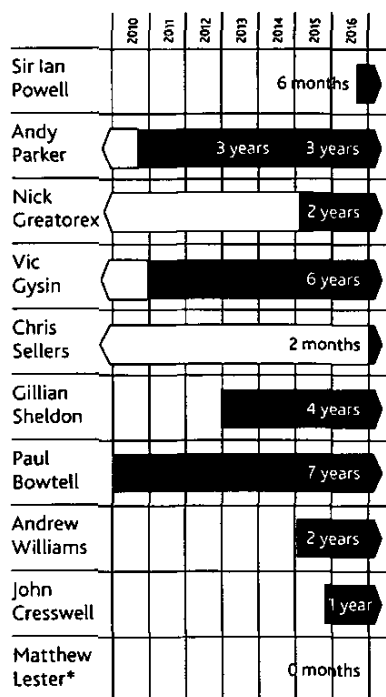 2010 2011 2012 2013 2014 2015 2016
Sir Ian
Powell
6 months
Andy
Parker
3 years 3 years
Nick
Greatorex
2 years
Vic
Gysin
6 years
Chris
Sellers
2 months
Gillian
Sheldon
4 years
Paul
Bowtell
7 years
Andrew
Williams
2 years
John
Cresswell
1 year
Matthew
Lester*
0 months